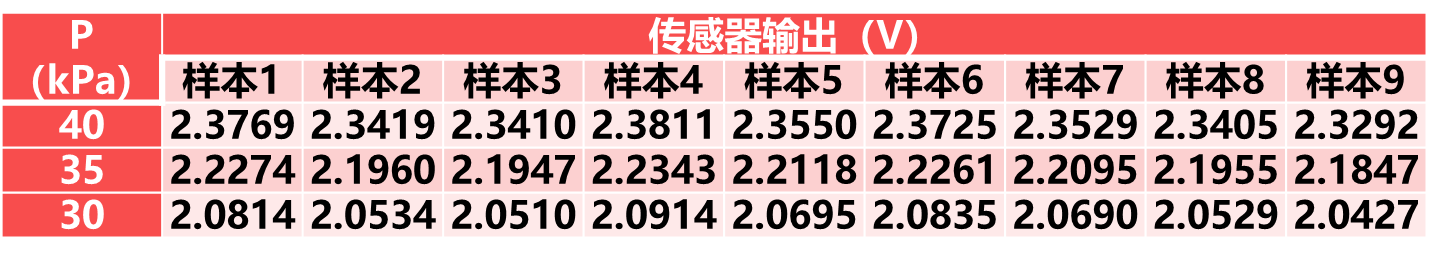 P 传感器输出（V）
(kPa) 样本1 样本2 样本3 样本4 样本5 样本6 样本7 样本8 样本9
40 2.3769 2.3419 2.3410 2.3811 2.3550 2.3725 2.3529 2.3405 2.3292
35 2.2274 2.1960 2.1947 2.2343 2.2118 2.2261 2.2095 2.1955 2.1847
30 2.0814 2.0534 2.0510 2.0914 2.0695 2.0835 2.0690 2.0529 2.0427